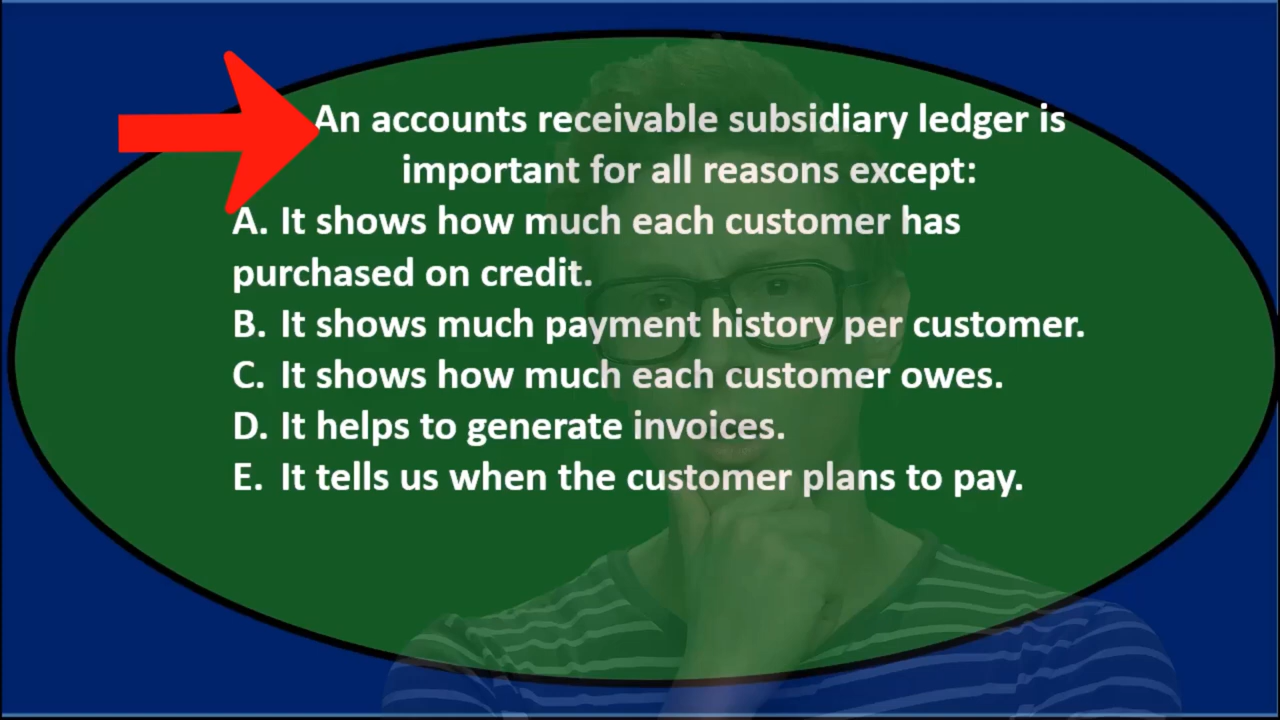 An accounts receivable subsidiary ledger is
important for all reasons except:
A. It shows how much each customer has
purchased on credit.
B. It shows much payment history per customer.
C. It shows how much each customer owes.
D. It helps to generate invoices.
E. It tells us when the customer plans to pay.